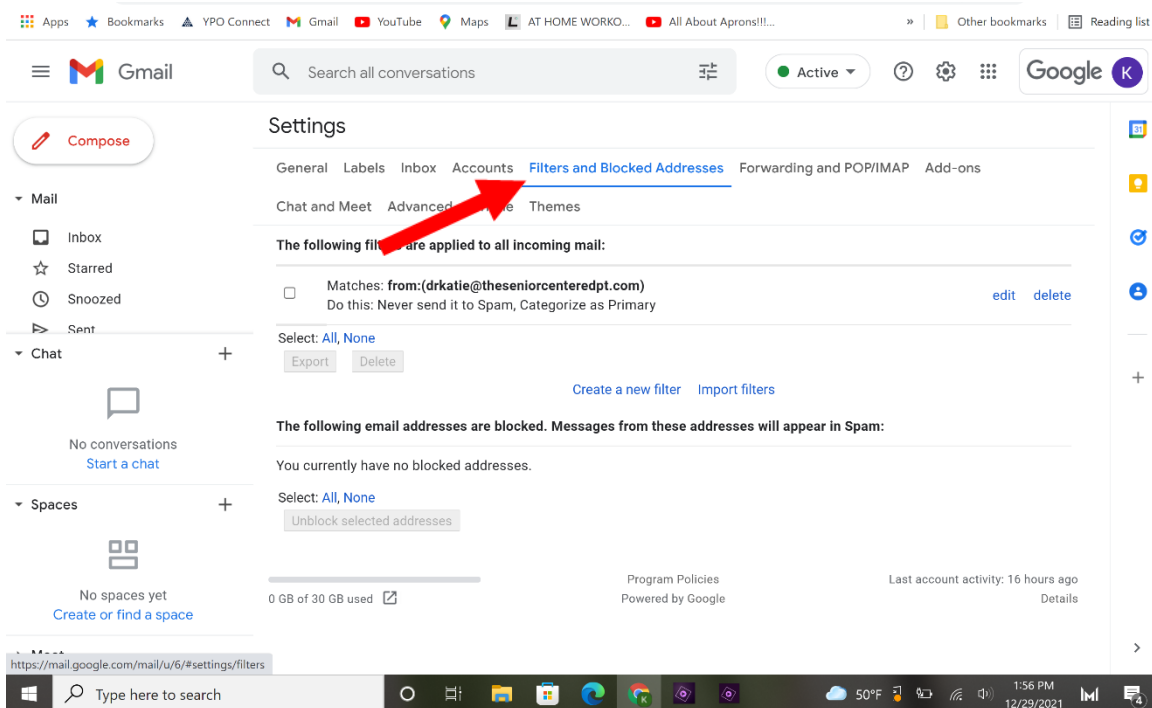 Apps Bookmarks YPO Connect Gmail YouTube Maps L AT HOME WORKO... All About Aprons!!!... » Other bookmarks Reading list
Gmail Search all conversations Active Google K
Settings
Compose
General Labels Inbox Accounts Filters and Blocked Addresses Forwarding and POP/IMAP Add-ons
Chat and Meet Advanced Themes
Mail
Inbox
Starred
Snoozed
Sent
Chat
No conversations
Start a chat
Spaces
No spaces yet
Create or find a space
The following are applied to all incoming mail:
Matches: from:(drkatie@theseniorcenteredpt.com)
Do this: Never send it to Spam, Categorize as Primary
edit delete
Select: All, None
Export Delete
Create a new filter Import filters
The following email addresses are blocked. Messages from these addresses will appear in Spam:
You currently have no blocked addresses.
Select: All, None
Unblock selected addresses
0 GB of 30 GB used
Program Policies
Powered by Google
Last account activity: 16 hours ago
Details
31
https://mail.google.com/mail/u/6/#settings/filters
Type here to search
50°F
1:56 PM
12/29/2021
4